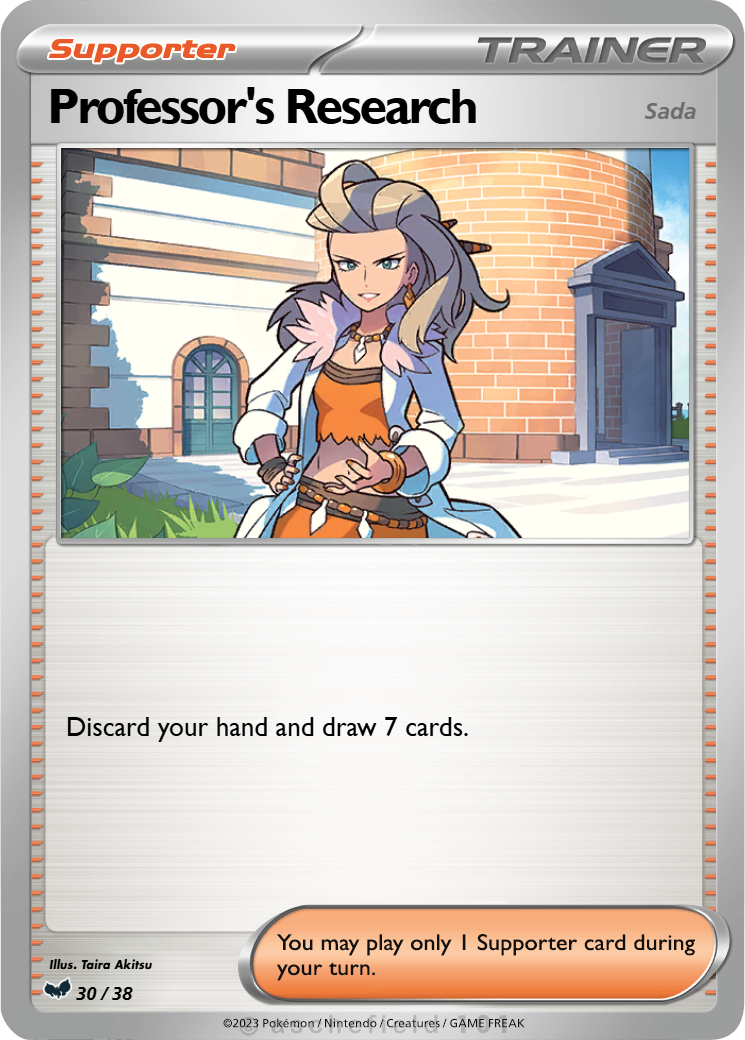 Supporter
TRAINER
Professor's Research
Sada
Discard your hand and draw 7 cards.
You may play only 1 Supporter card during
your turn.
Illus. Taira Akitsu
30 / 38
©2023 Pokémon / Nintendo / Creatures / GAME FREAK